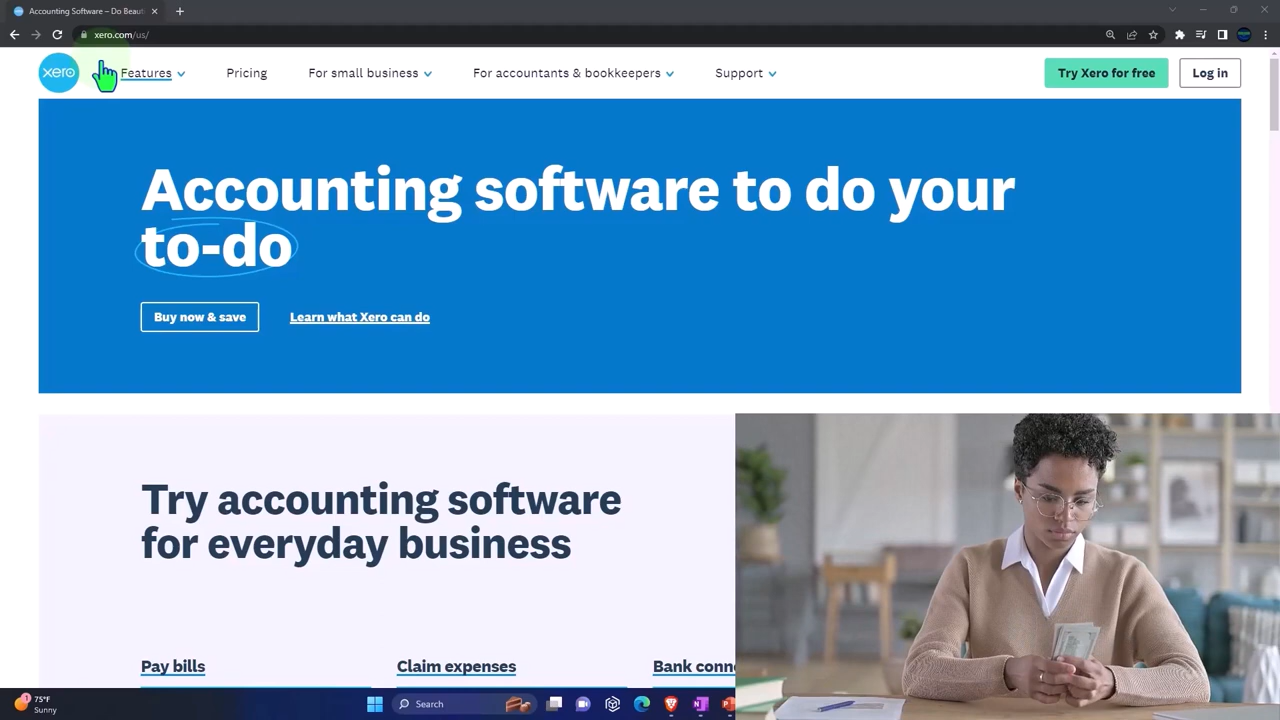 Accounting Software – Do Beauti
xero.com/us/
xero
Features
Pricing
For small business
For accountants & bookkeepers
Support
Try Xero for free
Log in
Accounting software to do your
to-do
Buy now & save
Learn what Xero can do
Try accounting software
for everyday business
Pay bills
Claim expenses
Bank conn
1
75°F
Sunny
Search